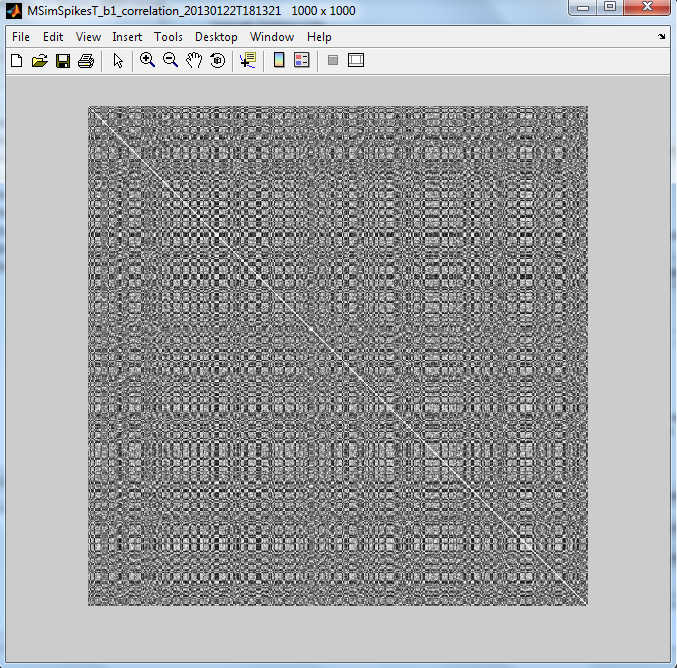 MSimSpikesT_b1_correlation_20130122T181321 1000 x 1000
File Edit View Insert Tools Desktop Window Help